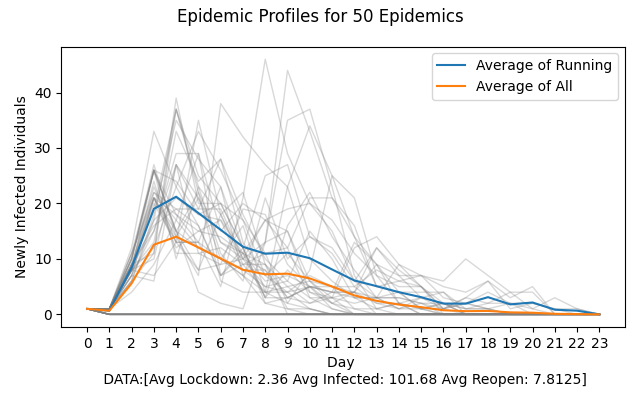 Epidemic Profiles for 50 Epidemics
Average of Running
Average of All
Newly Infected Individuals
40
30
20
10
0
0 1 2 3 4 5 6 7 8 9 10 11 12 13 14 15 16 17 18 19 20 21 22 23
Day
DATA:[Avg Lockdown: 2.36 Avg Infected: 101.68 Avg Reopen: 7.8125]